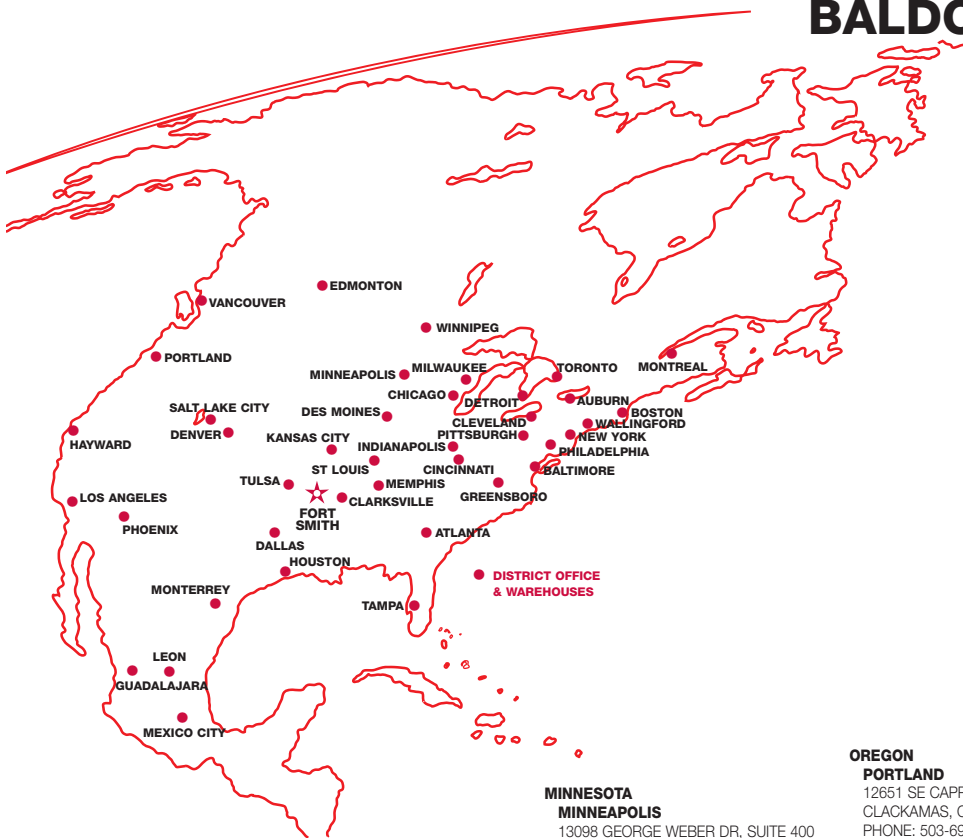 BALDO
EDMONTON
VANCOUVER
WINNIPEG
PORTLAND
MINNEAPOLIS
MILWAUKEE
TORONTO
MONTREAL
CHICAGO
DETROIT
AUBURN
SALT LAKE CITY
DES MOINES
BOSTON
CLEVELAND
WALLINGFORD
DENVER
KANSAS CITY
PITTSBURGH
NEW YORK
HAYWARD
INDIANAPOLIS
PHILADELPHIA
ST LOUIS
CINCINNATI
BALTIMORE
TULSA
MEMPHIS
LOS ANGELES
CLARKSVILLE
GREENSBORO
FORT
SMITH
PHOENIX
ATLANTA
DALLAS
HOUSTON
DISTRICT OFFICE
& WAREHOUSES
MONTERREY
TAMPA
LEON
GUADALAJARA
MEXICO CITY
MINNESOTA
MINNEAPOLIS
13098 GEORGE WEBER DR, SUITE 400
OREGON
PORTLAND
12651 SE CAPR
CLACKAMAS, O
PHONE: 503-69